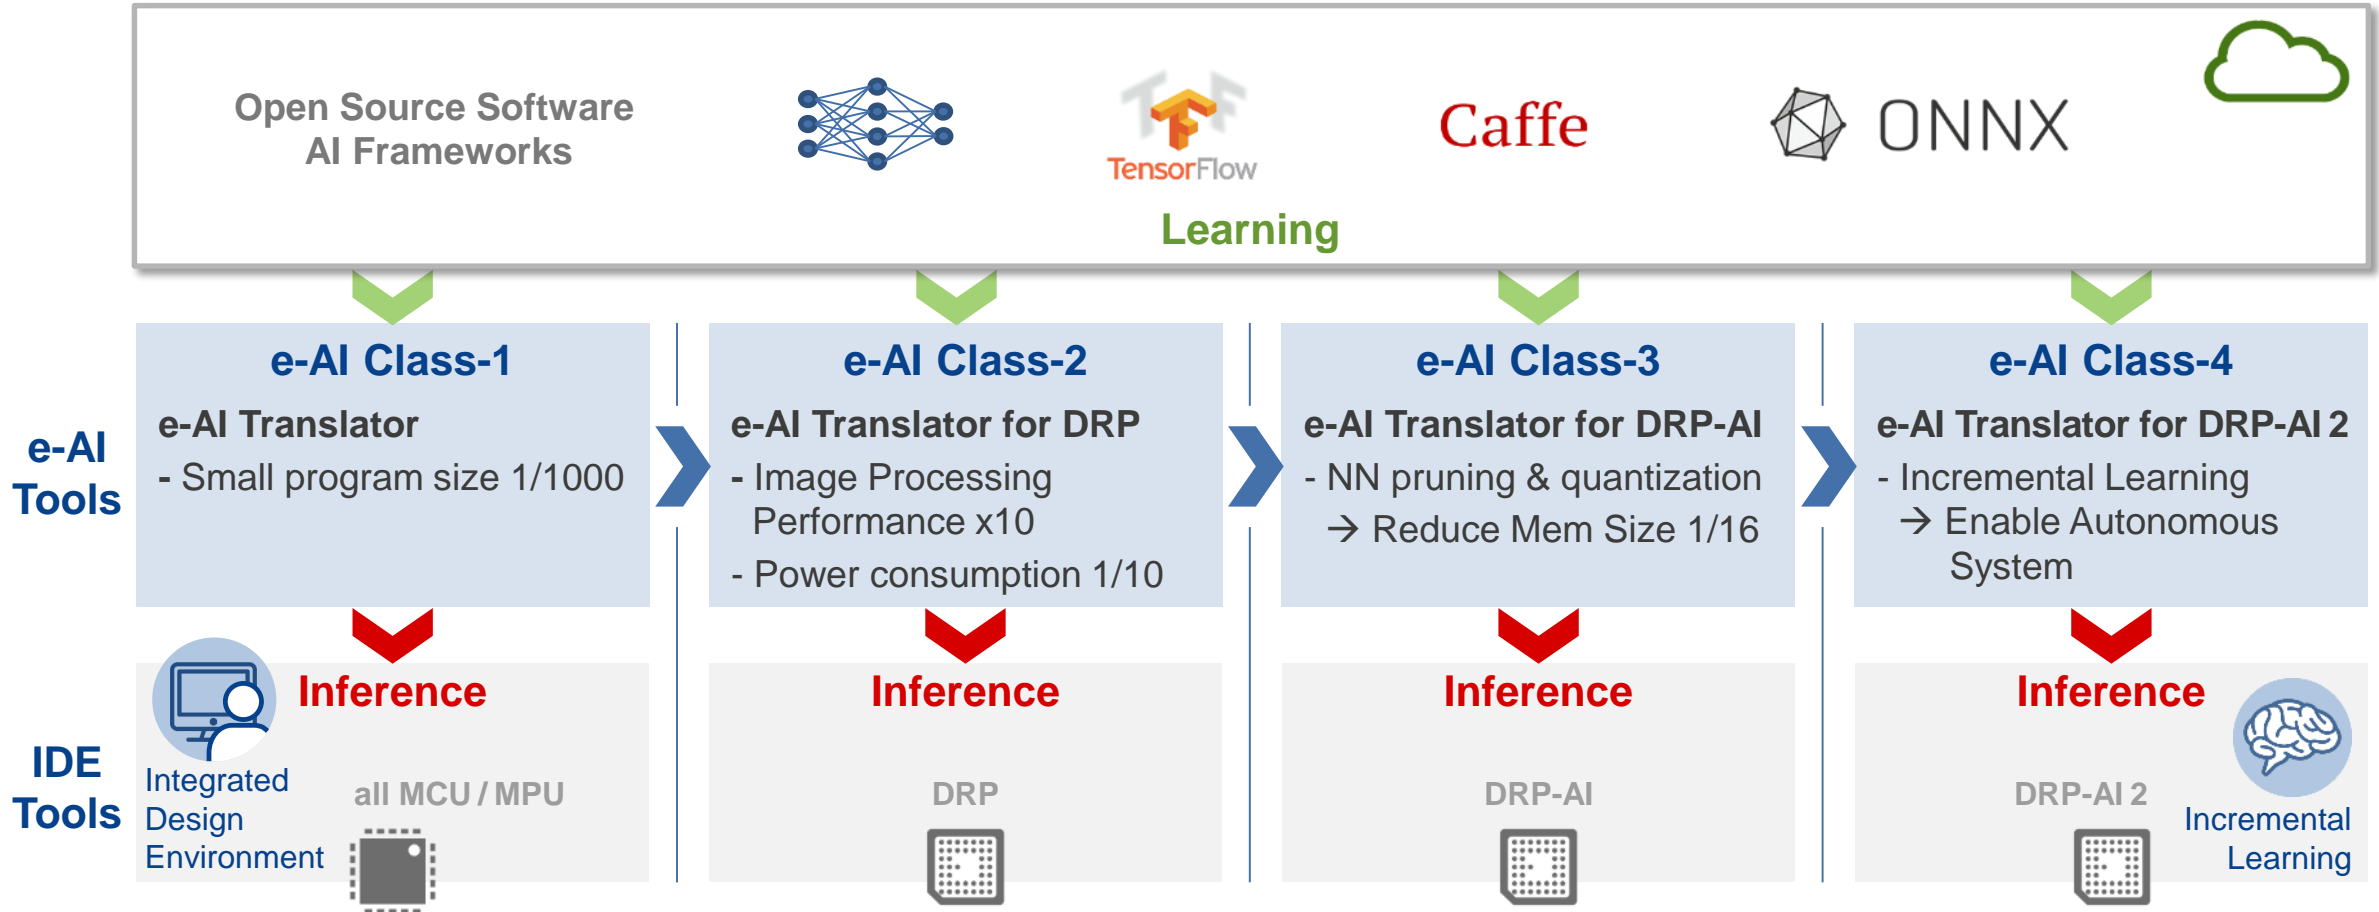 Open Source Software
AI Frameworks
TensorFlow
Caffe
ONNX
Learning
e-AI
Tools
e-AI Class-1
e-AI Translator
- Small program size 1/1000
e-AI Class-2
e-AI Translator for DRP
- Image Processing
Performance x10
- Power consumption 1/10
e-AI Class-3
e-AI Translator for DRP-AI
- NN pruning & quantization
→ Reduce Mem Size 1/16
e-AI Class-4
e-AI Translator for DRP-AI 2
- Incremental Learning
→ Enable Autonomous
System
IDE
Tools
Inference
Integrated
Design
Environment
all MCU / MPU
Inference
DRP
Inference
DRP-AI
Inference
DRP-AI 2
Incremental
Learning